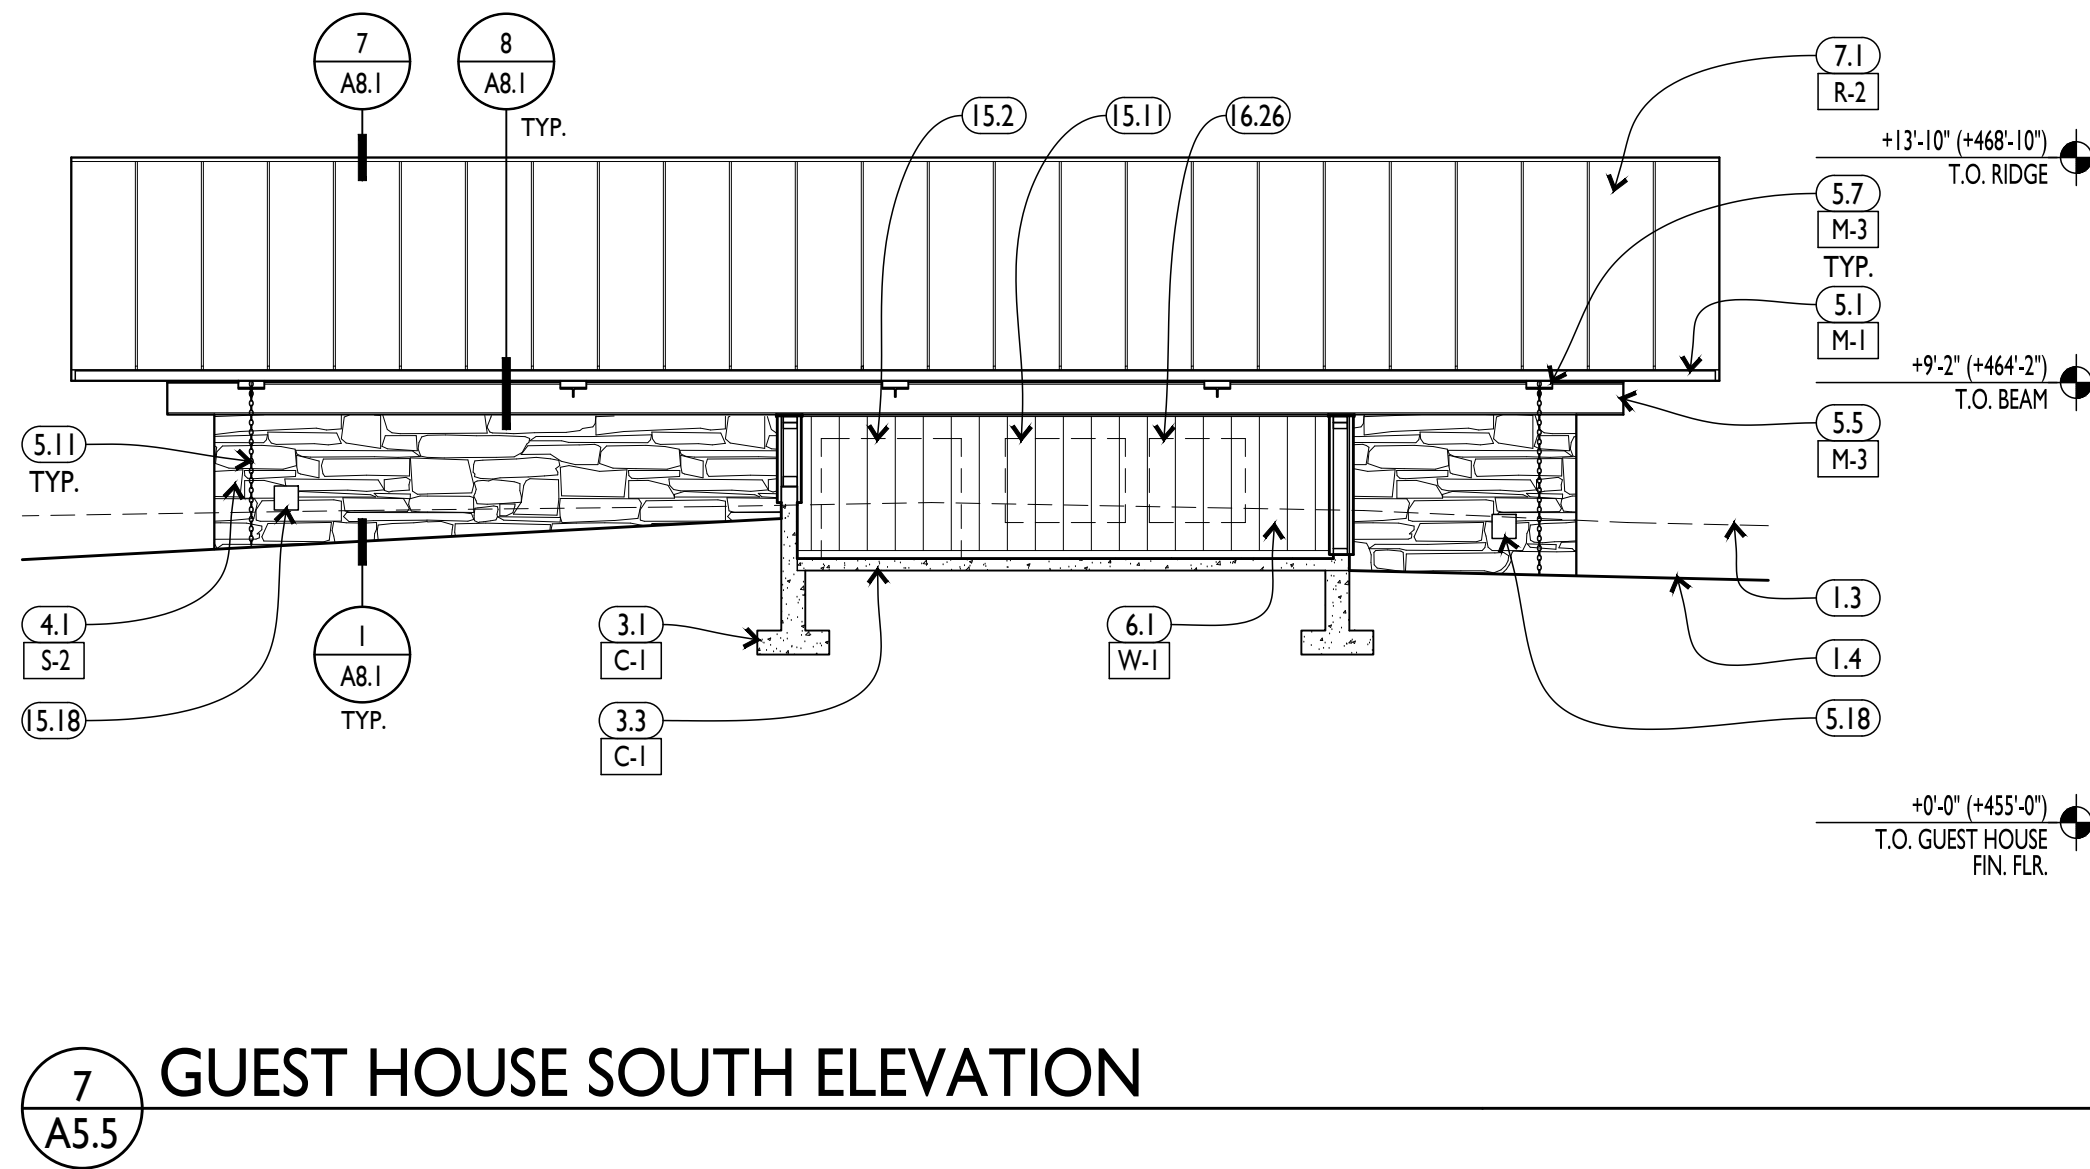 7
A8.1
8
A8.1
TYP.
15.2
15.11
16.26
7.1
R-2
+13'-10" (+468'-10")
T.O. RIDGE
5.7
M-3
TYP.
5.1
M-1
+9'-2" (+464'-2")
T.O. BEAM
5.5
M-3
5.11
TYP.
4.1
S-2
15.18
1
A8.1
TYP.
3.1
C-1
3.3
C-1
6.1
W-1
1.3
1.4
5.18
+0'-0" (+455'-0")
T.O. GUEST HOUSE
FIN. FLR.
7
A5.5
GUEST HOUSE SOUTH ELEVATION